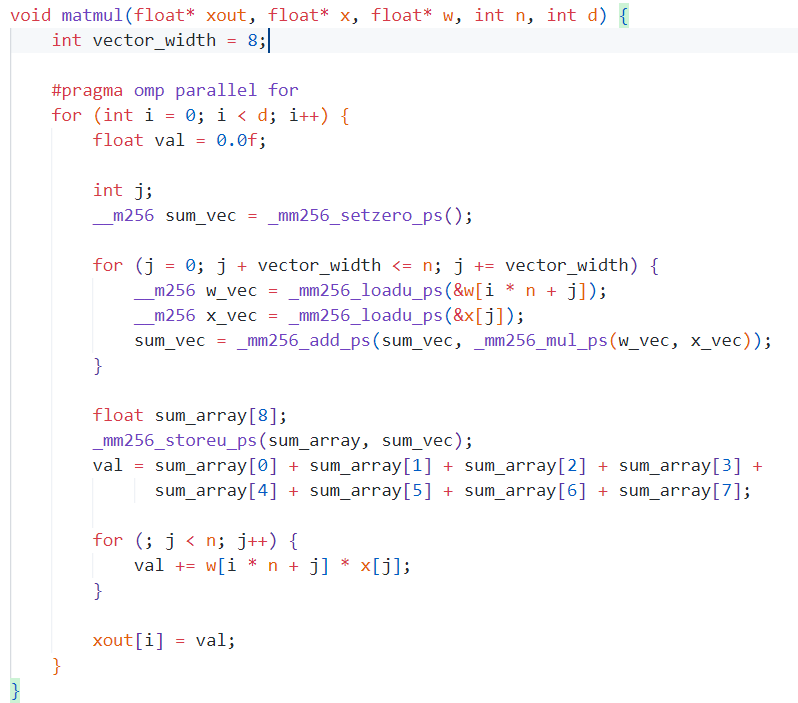 void matmul(float* xout, float* x, float* w, int n, int d) {
    int vector_width = 8;

    #pragma omp parallel for
    for (int i = 0; i < d; i++) {
        float val = 0.0f;

        int j;
        __m256 sum_vec = _mm256_setzero_ps();

        for (j = 0; j + vector_width <= n; j += vector_width) {
            __m256 w_vec = _mm256_loadu_ps(&w[i * n + j]);
            __m256 x_vec = _mm256_loadu_ps(&x[j]);
            sum_vec = _mm256_add_ps(sum_vec, _mm256_mul_ps(w_vec, x_vec));
        }

        float sum_array[8];
        _mm256_storeu_ps(sum_array, sum_vec);
        val = sum_array[0] + sum_array[1] + sum_array[2] + sum_array[3] +
              sum_array[4] + sum_array[5] + sum_array[6] + sum_array[7];

        for (; j < n; j++) {
            val += w[i * n + j] * x[j];
        }

        xout[i] = val;
    }
}